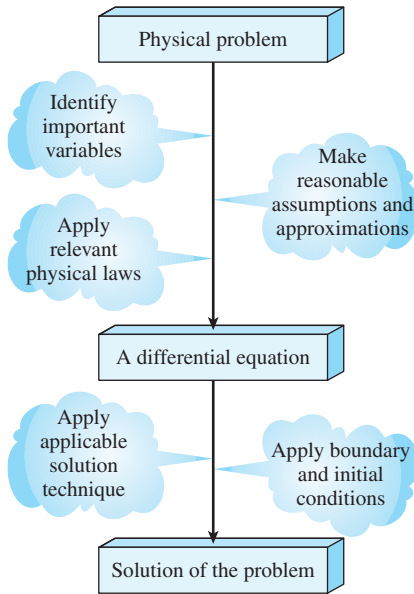 Physical problem
Identify
important
variables
Make
reasonable
assumptions and
approximations
Apply
relevant
physical laws
A differential equation
Apply
applicable
solution
technique
Apply boundary
and initial
conditions
Solution of the problem